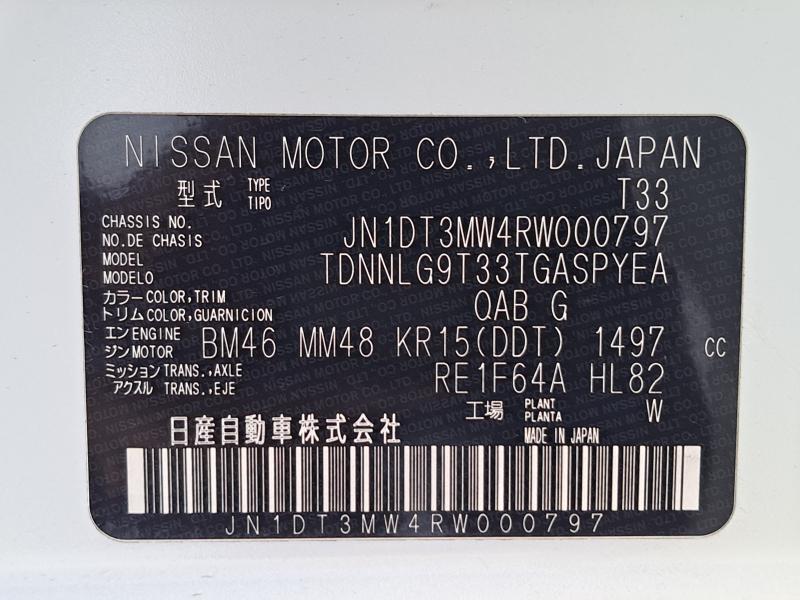 NISSAN MOTOR CO.,LTD.JAPAN
型式 TYPE TIPO T33
CHASSIS NO.
NO.DE CHASIS JN1DT3MW4RW000797
MODEL
MODELO TDNNLG9T33TGASPYEA
カラー COLOR,TRIM
トリム COLOR,GUARNICION QAB G
エン ENGINE
ジン MOTOR BM46 MM48 KR15(DDT) 1497 CC
ミッション TRANS.,AXLE
アクスル TRANS.,EJE RE1F64A HL82
工場 PLANT PLANTA W
日産自動車株式会社 MADE IN JAPAN
JN1DT3MW4RW000797